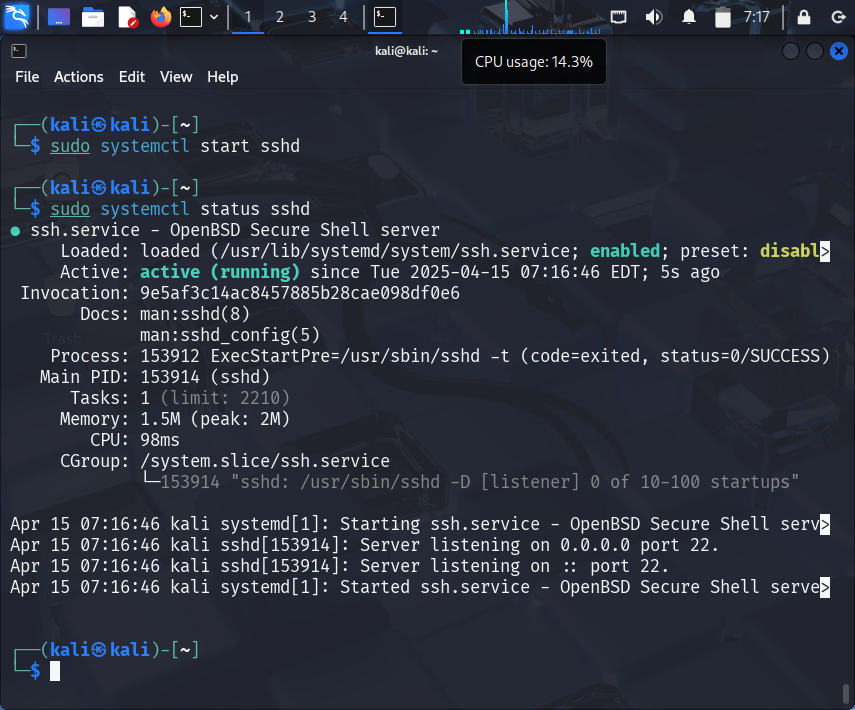 1 2 3 4 7:17
kali@kali: ~
CPU usage: 14.3%
File Actions Edit View Help
┌──(kali㉿kali)-[~]
└─$ sudo systemctl start sshd
┌──(kali㉿kali)-[~]
└─$ sudo systemctl status sshd
● ssh.service - OpenBSD Secure Shell server
Loaded: loaded (/usr/lib/systemd/system/ssh.service; enabled; preset: disabl>
Active: active (running) since Tue 2025-04-15 07:16:46 EDT; 5s ago
Invocation: 9e5af3c14ac8457885b28cae098df0e6
Docs: man:sshd(8)
man:sshd_config(5)
Trash
Process: 153912 ExecStartPre=/usr/sbin/sshd -t (code=exited, status=0/SUCCESS)
Main PID: 153914 (sshd)
Tasks: 1 (limit: 2210)
Memory: 1.5M (peak: 2M)
CPU: 98ms
CGroup: /system.slice/ssh.service
└─153914 "sshd: /usr/sbin/sshd -D [listener] 0 of 10-100 startups"
Apr 15 07:16:46 kali systemd[1]: Starting ssh.service - OpenBSD Secure Shell serv>
Apr 15 07:16:46 kali sshd[153914]: Server listening on 0.0.0.0 port 22.
Apr 15 07:16:46 kali sshd[153914]: Server listening on :: port 22.
Apr 15 07:16:46 kali systemd[1]: Started ssh.service - OpenBSD Secure Shell serve>
┌──(kali㉿kali)-[~]
└─$